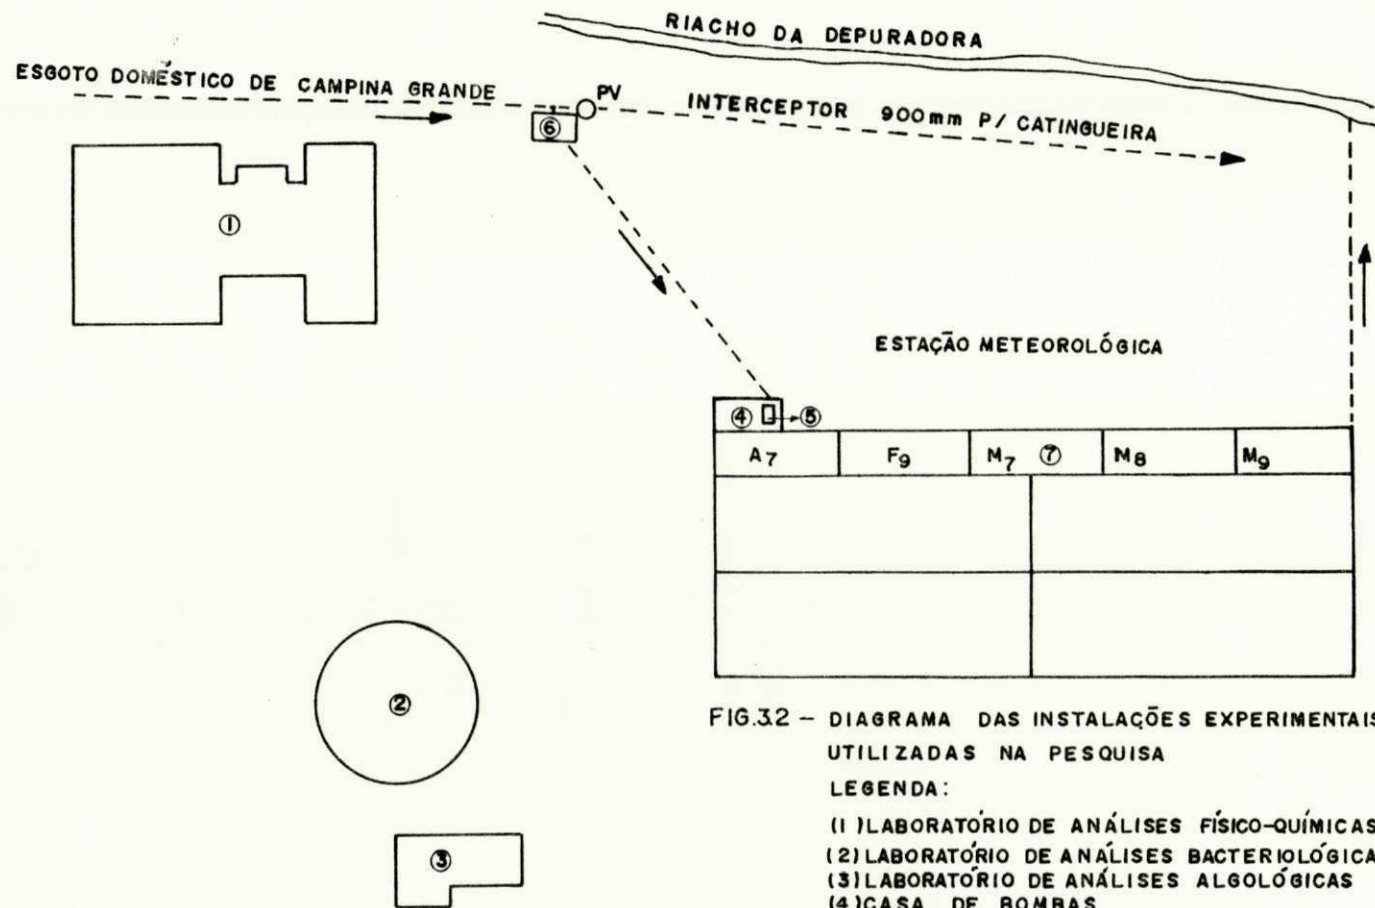 RIACHO DA DEPURADORA
ESGOTO DOMÉSTICO DE CAMPINA GRANDE
PV
INTERCEPTOR 900mm P/ CATINGUEIRA
6
1
ESTAÇÃO METEOROLÓGICA
4
5
A7
F9
M7 7
M8
M9
2
3
FIG.3.2 – DIAGRAMA DAS INSTALAÇÕES EXPERIMENTAIS
UTILIZADAS NA PESQUISA
LEGENDA:
(1) LABORATÓRIO DE ANÁLISES FÍSICO-QUÍMICAS
(2) LABORATÓRIO DE ANÁLISES BACTERIOLÓGICA
(3) LABORATÓRIO DE ANÁLISES ALGOLÓGICAS
(4) CASA DE BOMBAS